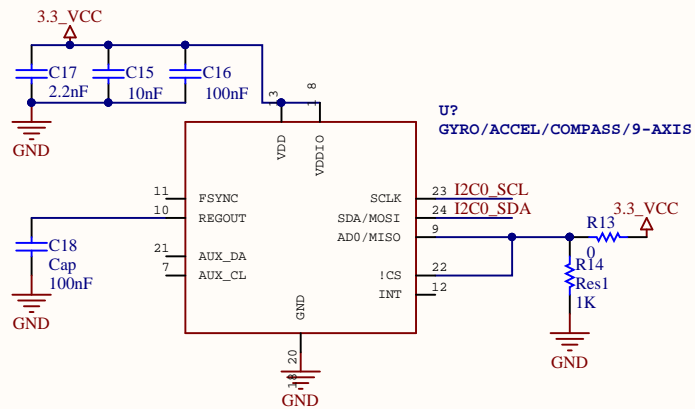 3.3_VCC
C17
2.2nF
C15
10nF
C16
100nF
GND
13
18
VDD
VDDIO
U?
GYRO/ACCEL/COMPASS/9-AXIS
11
FSYNC
10
REGOUT
21
AUX_DA
7
AUX_CL
SCLK
23
I2C0_SCL
SDA/MOSI
24
I2C0_SDA
AD0/MISO
9
!CS
22
INT
12
C18
Cap
100nF
GND
R13
0
3.3_VCC
R14
Res1
1K
GND
GND
20
18
GND